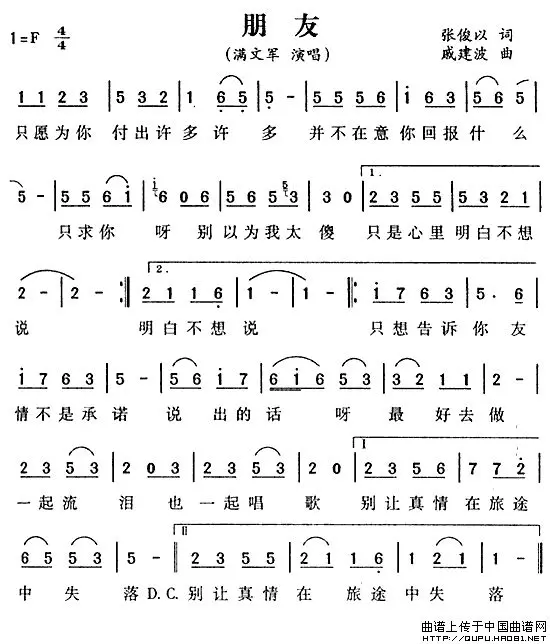 朋友
1=F 4/4
(满文军 演唱)
张俊以 词
戚建波 曲
1 1 2 3 | 5 3 2 | 1 6 5 | 5 - | 5 5 5 6 | i 6 3 | 5 6 5
只愿为你 付出许多许 多 并不在意你回报什 么
5 - | 5 5 6 i | i 6 0 6 | 5 6 5 3 | 3 0 | 1. 2 3 5 5 | 5 3 2 1
只求你 呀 别以为我太傻 只是心里明白不想
2 - | 2 - :| 2. 2 1 1 6 | 1 - | 1 - |: i 7 6 3 | 5. 6
说 明白不想说 只想告诉你 友
i 7 6 3 | 5 - | 5 6 i 7 | 6 i 6 5 3 | 3 2 1 1 | 2 -
情不是承诺 说 出的话 呀 最 好去做
2 3 5 3 | 2 0 3 | 2 3 5 3 | 2 0 3 | 1 2 3 5 5 | 2 1 6 | 7 7 2
一起流 泪也一起唱 歌 别让真情在旅途
6 5 5 3 | 5 - | II 2 3 5 5 | 2 1 1 6 | 1 2 1 | 1 - ||
中 失 落D.C.别让真情在 旅途中失 落
曲谱上传于中国曲谱网
http://QUPU.HAO81.NET